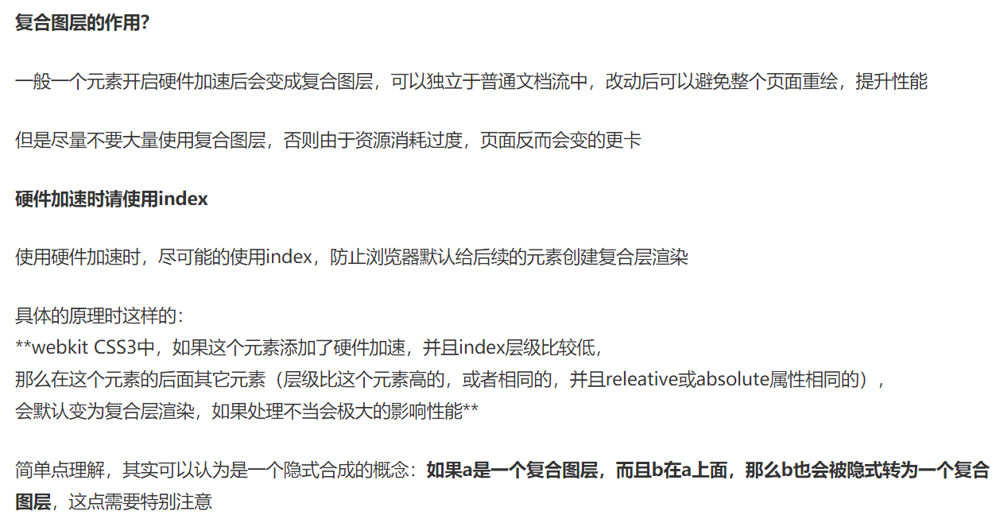 复合图层的作用？
一般一个元素开启硬件加速后会变成复合图层，可以独立于普通文档流中，改动后可以避免整个页面重绘，提升性能
但是尽量不要大量使用复合图层，否则由于资源消耗过度，页面反而会变的更卡
硬件加速时请使用index
使用硬件加速时，尽可能的使用index，防止浏览器默认给后续的元素创建复合层渲染
具体的原理时这样的：
**webkit CSS3中，如果这个元素添加了硬件加速，并且index层级比较低，
那么在这个元素的后面其它元素（层级比这个元素高的，或者相同的，并且releative或absolute属性相同的），
会默认变为复合层渲染，如果处理不当会极大的影响性能**
简单点理解，其实可以认为是一个隐式合成的概念：如果a是一个复合图层，而且b在a上面，那么b也会被隐式转为一个复合
图层，这点需要特别注意